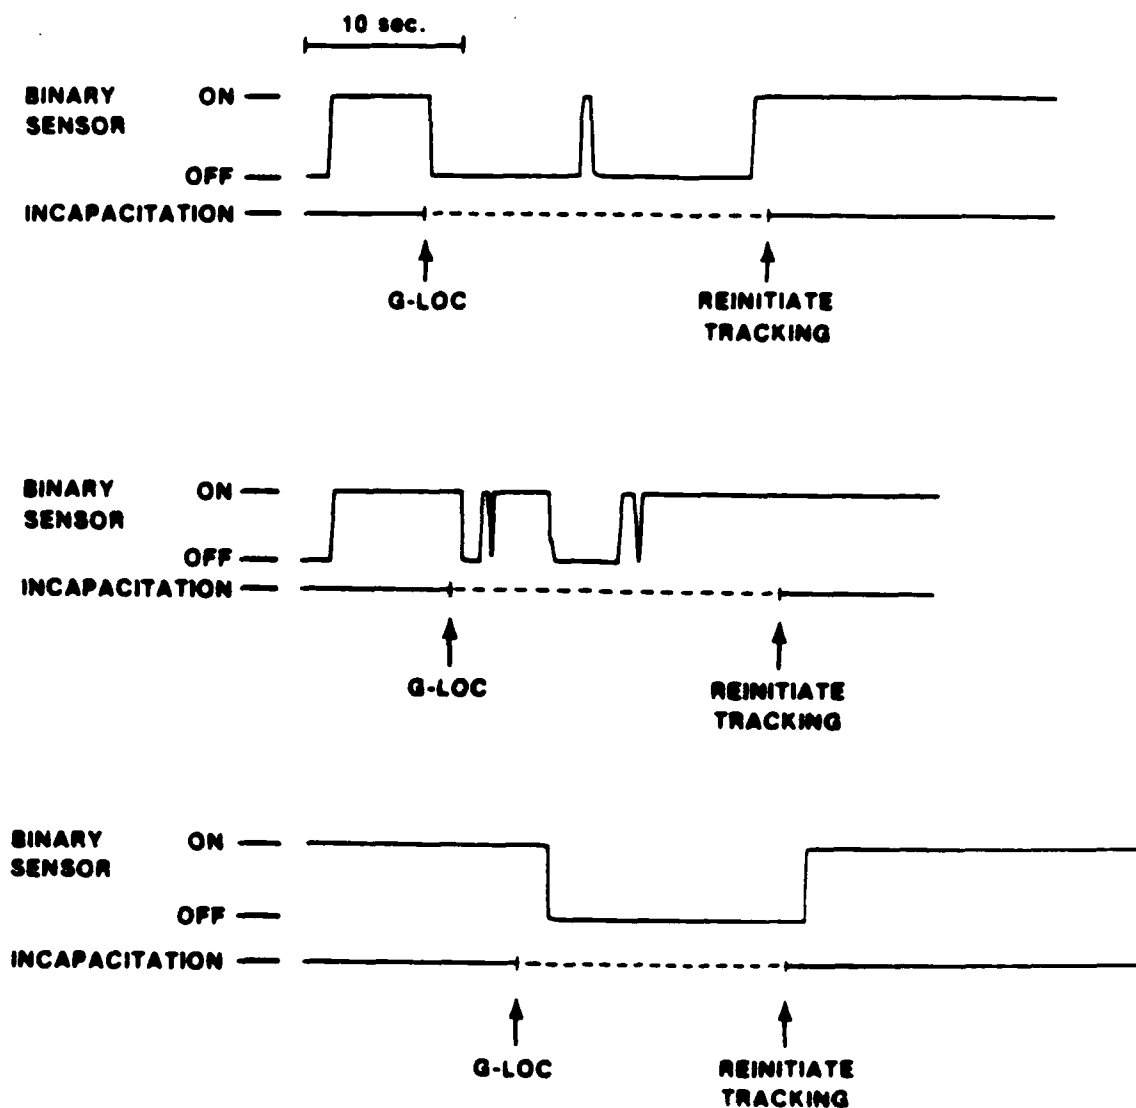 10 sec.
BINARY SENSOR
ON
OFF
INCAPACITATION
G-LOC
REINITIATE
TRACKING
BINARY SENSOR
ON
OFF
INCAPACITATION
G-LOC
REINITIATE
TRACKING
BINARY SENSOR
ON
OFF
INCAPACITATION
G-LOC
REINITIATE
TRACKING